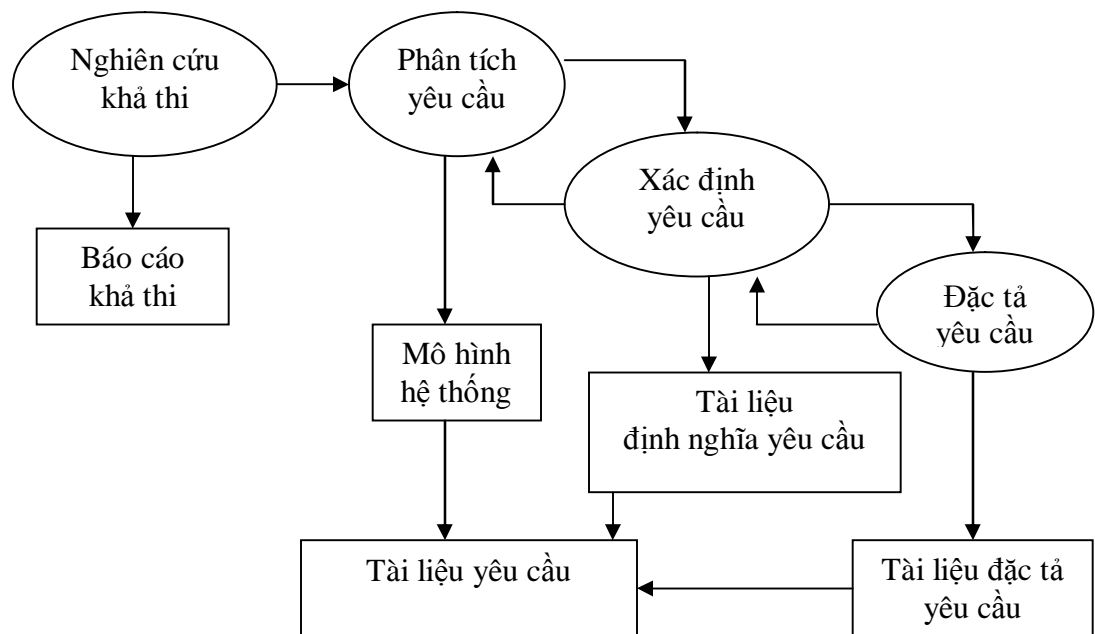 Nghiên cứu
khả thi
Phân tích
yêu cầu
Xác định
yêu cầu
Báo cáo
khả thi
Đặc tả
yêu cầu
Mô hình
hệ thống
Tài liệu
định nghĩa yêu cầu
Tài liệu yêu cầu
Tài liệu đặc tả
yêu cầu